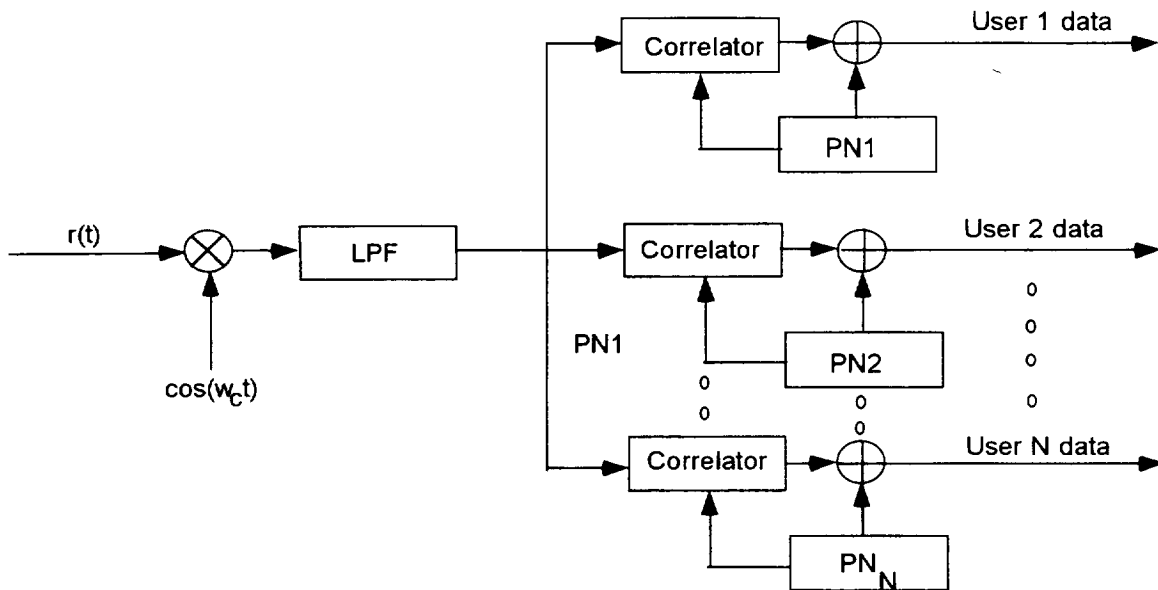 User 1 data
Correlator
PN1
r(t)
LPF
cos(w_ct)
Correlator
User 2 data
PN1
PN2
Correlator
User N data
PN_N